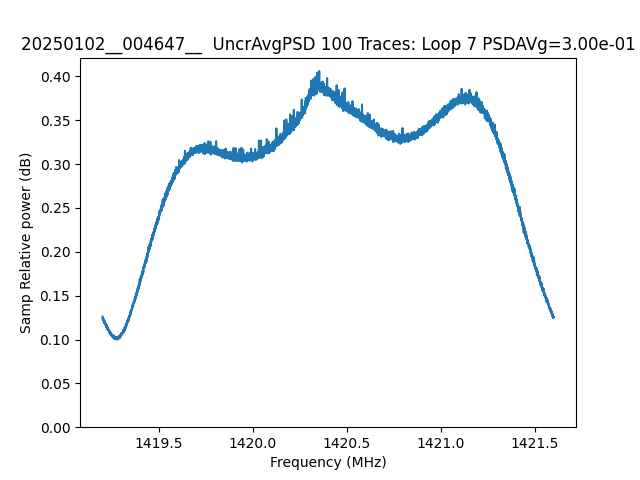 20250102__004647__  UncrAvgPSD 100 Traces: Loop 7 PSDAVg=3.00e-01
0.40
0.35
0.30
0.25
0.20
0.15
0.10
0.05
0.00
Samp Relative power (dB)
1419.5 1420.0 1420.5 1421.0 1421.5
Frequency (MHz)